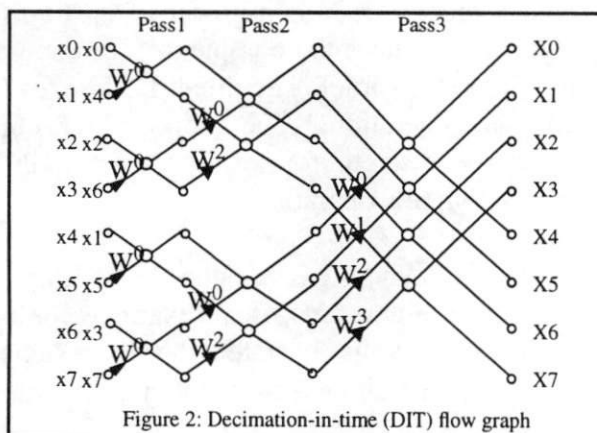 Pass1 Pass2 Pass3
x0 x0 X0
W⁰
x1 x4 X1
W⁰
x2 x2 W⁰ W² X2
x3 x6 W⁰ X3
x4 x1 W¹ X4
W⁰
x5 x5 W⁰ W² X5
x6 x3 W⁰ W² W³ X6
x7 x7 X7
Figure 2: Decimation-in-time (DIT) flow graph